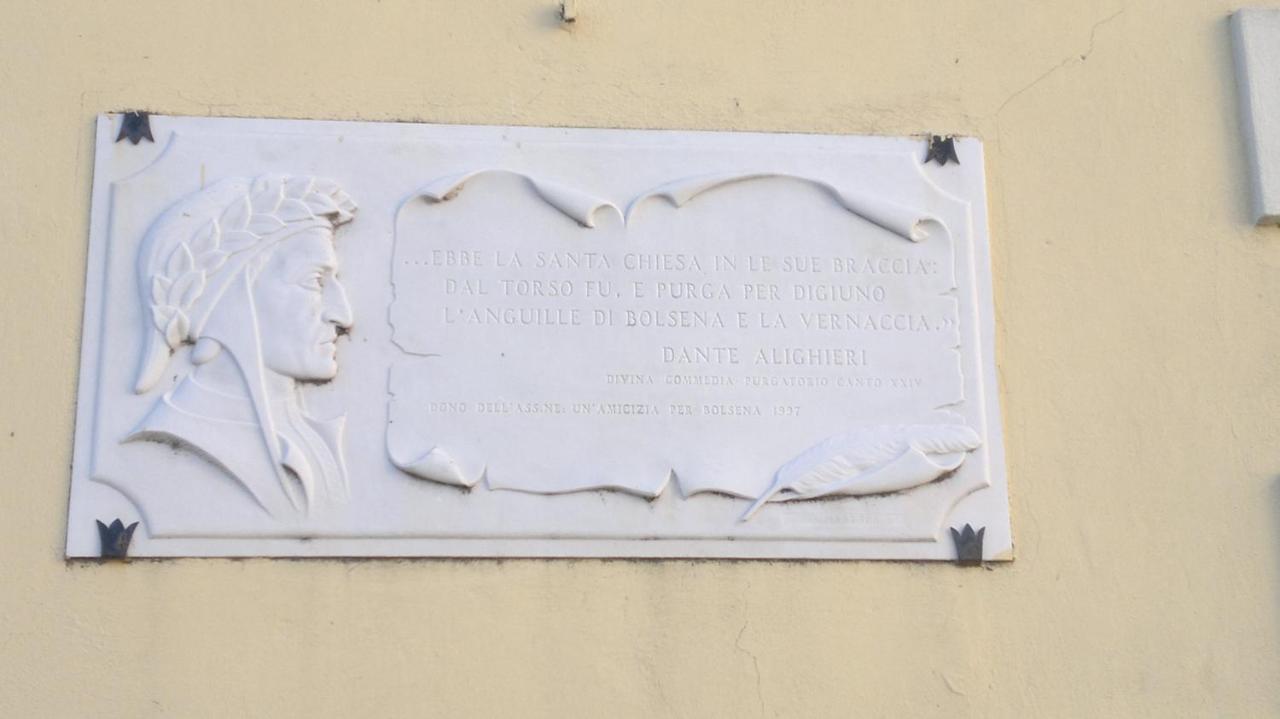 ...EBBE LA SANTA CHIESA IN LE SUE BRACCIA:
DAL TORSO FU, E PURGA PER DIGIUNO
L'ANGUILLE DI BOLSENA E LA VERNACCIA.»
DANTE ALIGHIERI
DIVINA COMMEDIA PURGATORIO CANTO XXIV
DONO DELL'ASS.NE: UN'AMICIZIA PER BOLSENA 1997